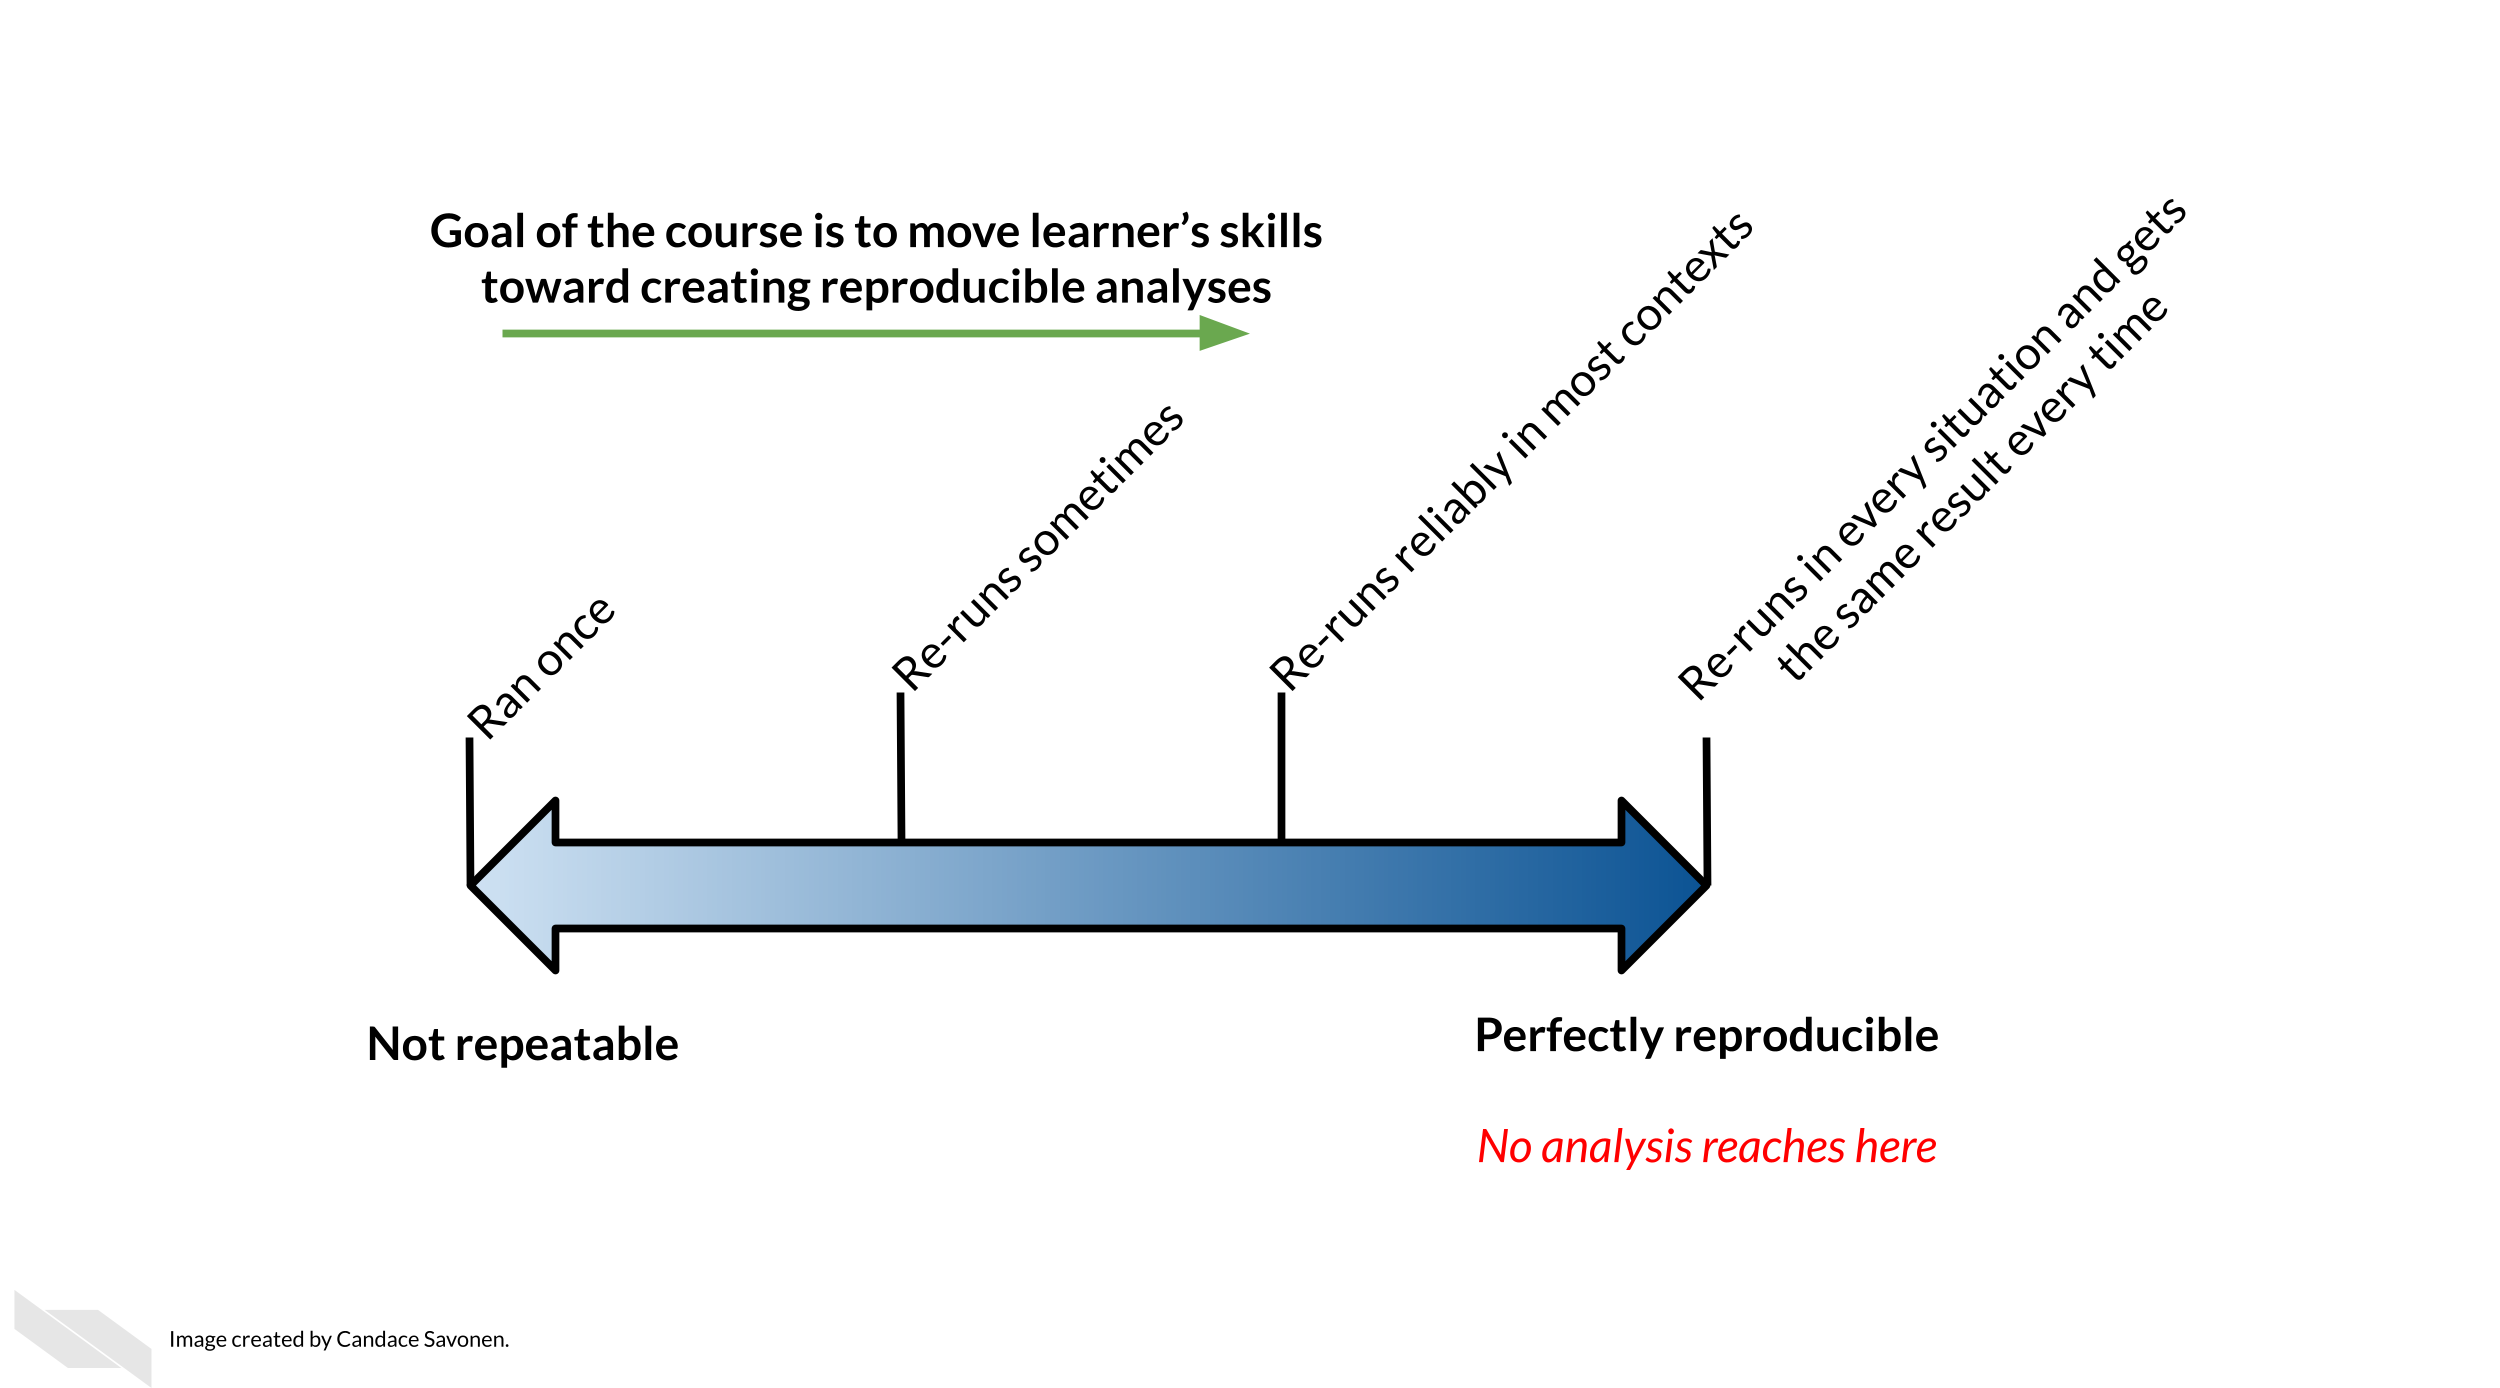 Goal of the course is to move learner’s skills
toward creating reproducible analyses
Ran once
Re-runs sometimes
Re-runs reliably in most contexts
Re-runs in every situation and gets
the same result every time
Not repeatable
Perfectly reproducible
No analysis reaches here
Image created by Candace Savonen.